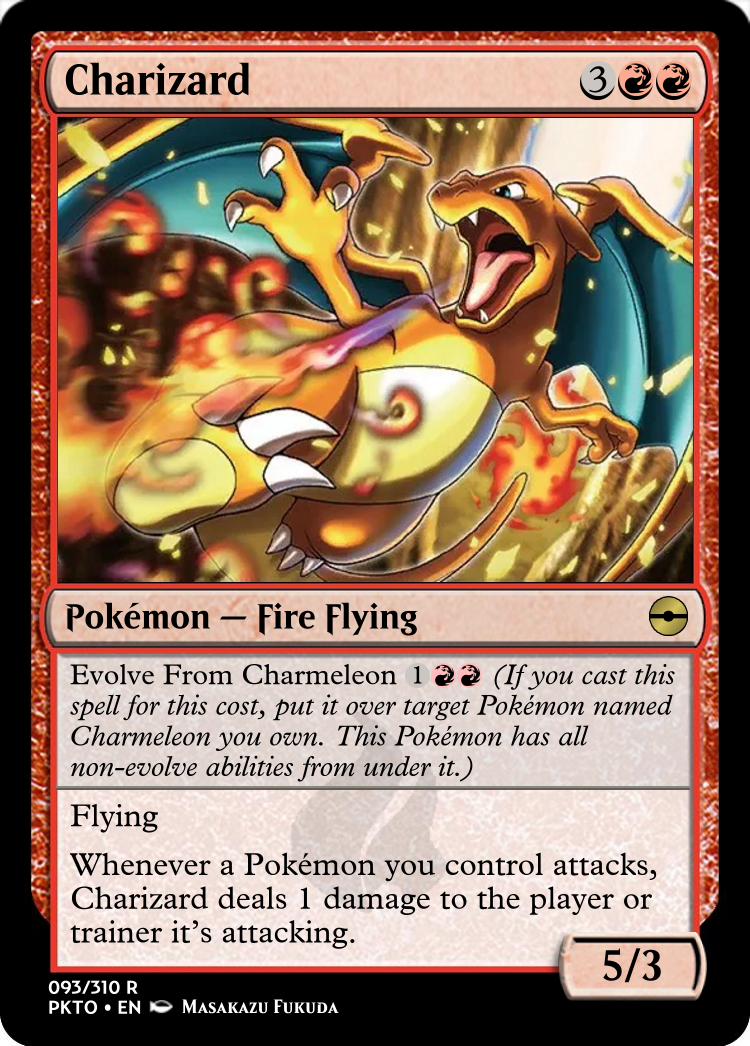 Charizard 3
Pokémon — Fire Flying
Evolve From Charmeleon 1 (If you cast this
spell for this cost, put it over target Pokémon named
Charmeleon you own. This Pokémon has all
non-evolve abilities from under it.)
Flying
Whenever a Pokémon you control attacks,
Charizard deals 1 damage to the player or
trainer it's attacking.
5/3
093/310 R
PKTO • EN Masakazu Fukuda